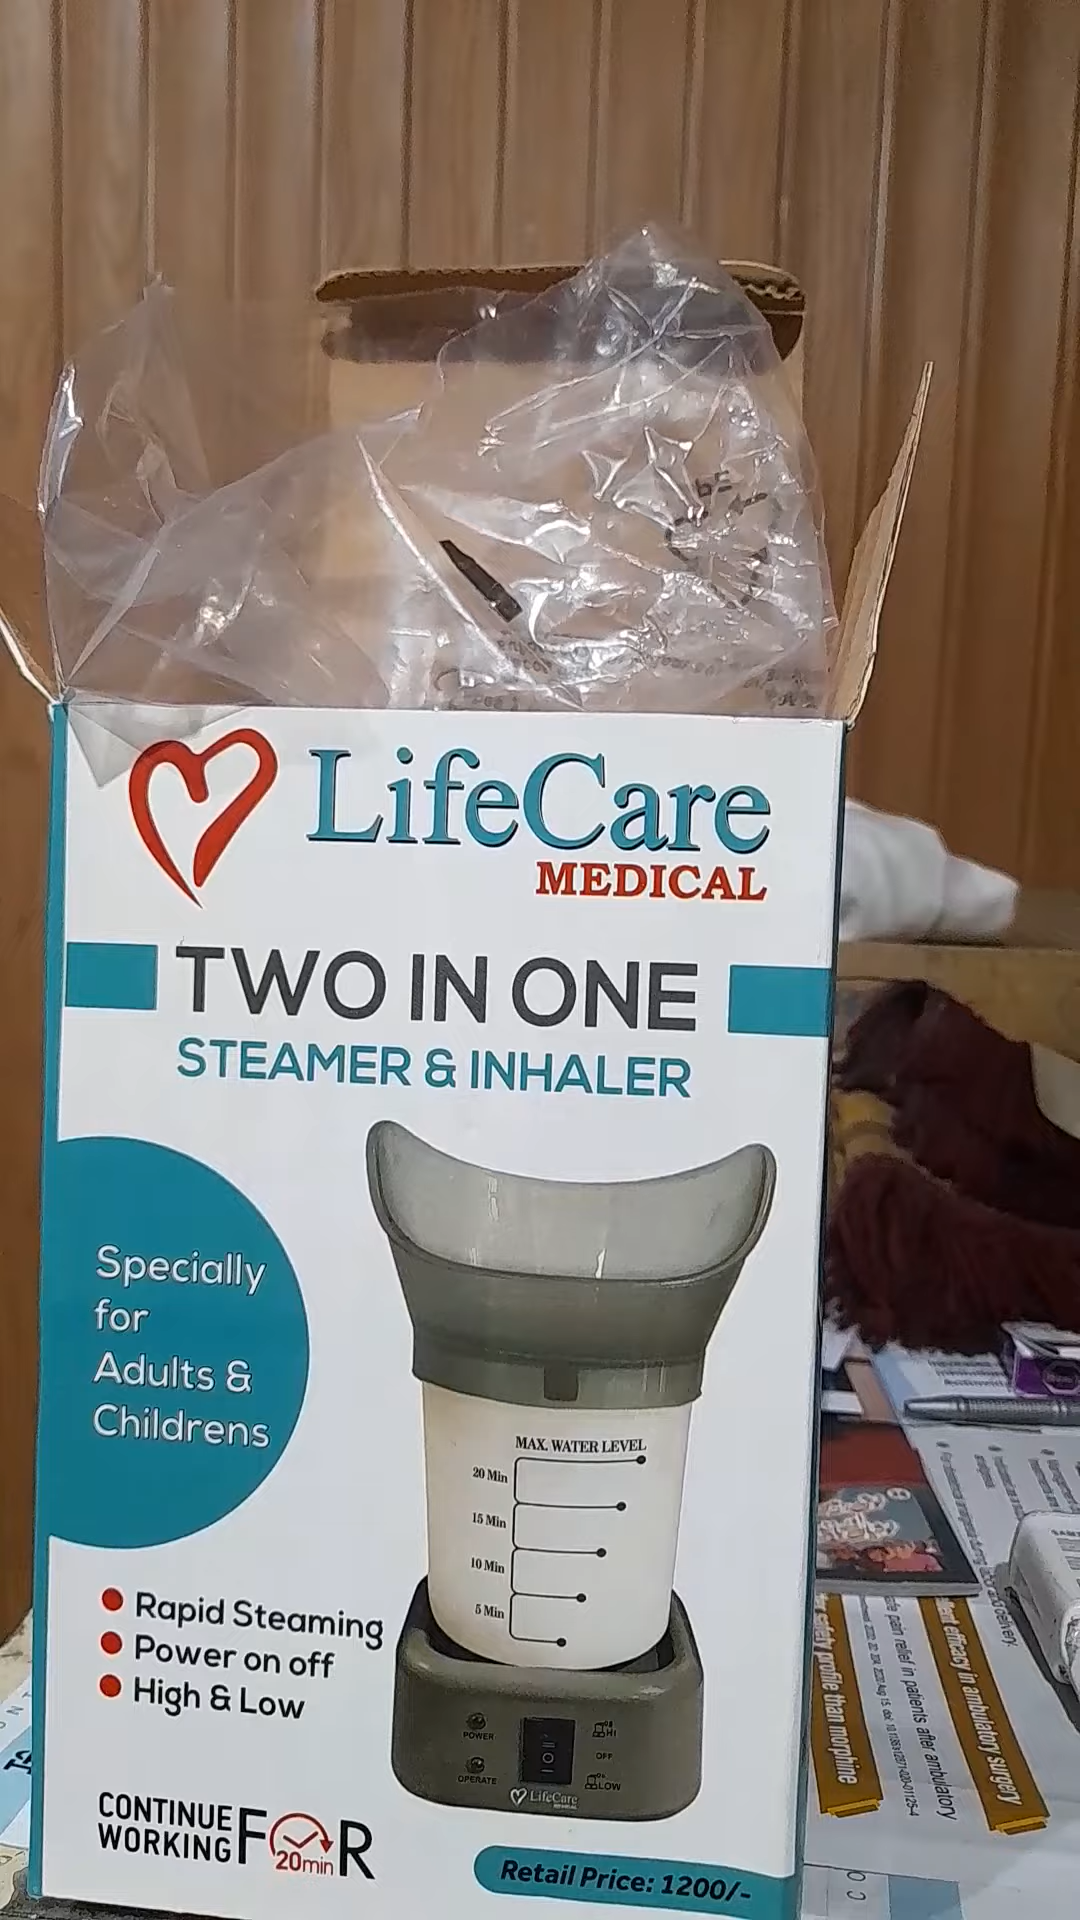 LifeCare
MEDICAL
TWO IN ONE
STEAMER & INHALER
Specially
for
Adults &
Childrens
MAX. WATER LEVEL
20 Min
15 Min
10 Min
5 Min
Rapid Steaming
Power on off
High & Low
POWER
HI
OFF
OPERATE
LOW
LifeCare
MEDICAL
CONTINUE
WORKING
FOR
20min
Retail Price: 1200/-
safety profile than morphine
pain relief in patients after ambulatory
efficacy in ambulatory surgery